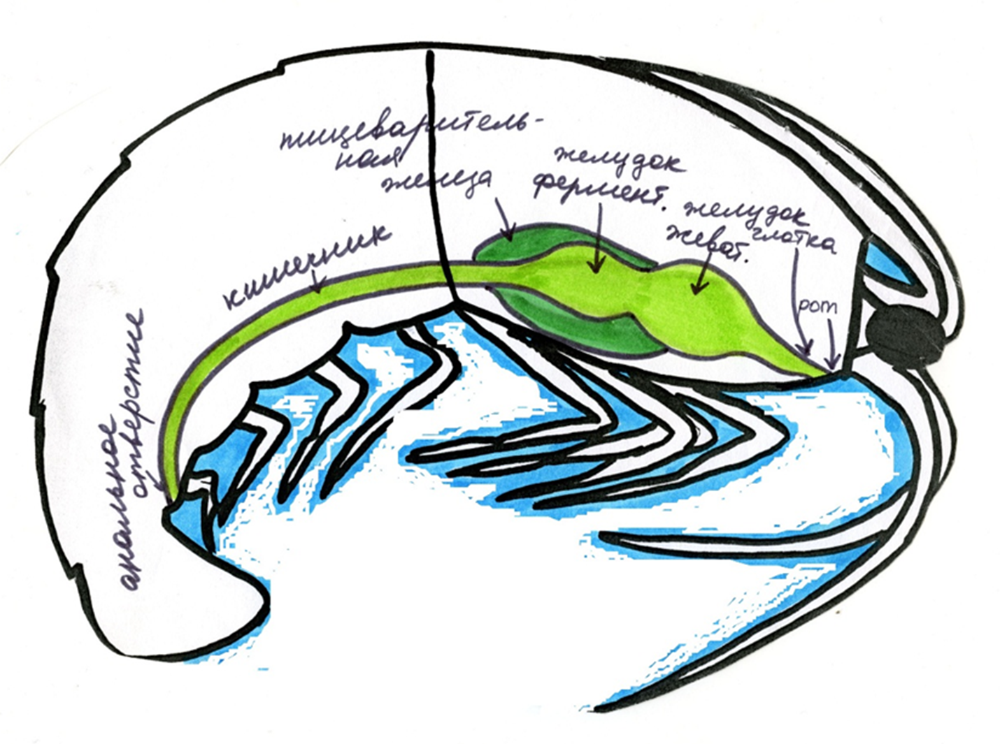 пищеваритель-
ная
железа
желудок
фермент.
желудок
жеват.
глотка
рот
кишечник
анальное
отверстие